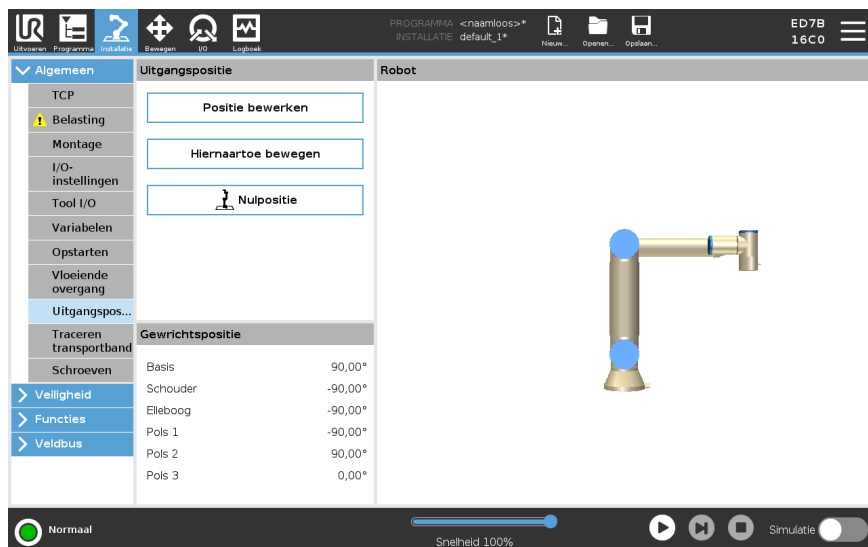 PROGRAMMA <naamloos>*
INSTALLATIE default_1*
ED7B
16C0
Uitvoeren Programma Installatie Bewegen I/O Logboek Nieuw... Openen... Opslaan...
Algemeen
TCP
Belasting
Montage
I/O-
instellingen
Tool I/O
Variabelen
Opstarten
Vloeiende
overgang
Uitgangspos...
Traceren
transportband
Schroeven
Veiligheid
Functies
Veldbus
Uitgangspositie
Positie bewerken
Hiernaartoe bewegen
Nulpositie
Gewrichtspositie
Basis 90,00°
Schouder -90,00°
Elleboog -90,00°
Pols 1 -90,00°
Pols 2 90,00°
Pols 3 0,00°
Robot
Normaal
Snelheid 100%
Simulatie